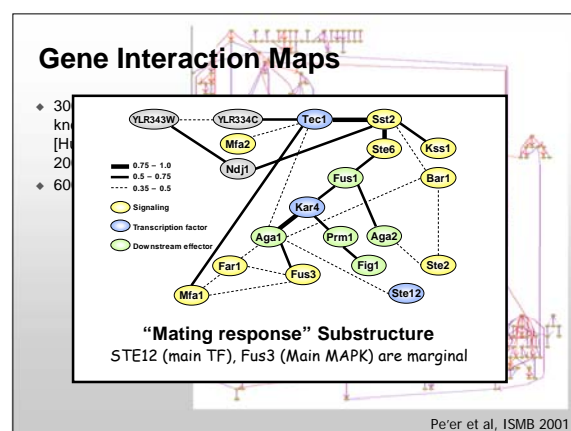 Gene Interaction Maps
◆ 30
kn
[Hu
20
◆ 60
YLR343W
YLR334C
Tec1
Sst2
Mfa2
Ste6
Kss1
Ndj1
0.75 – 1.0
0.5 – 0.75
0.35 – 0.5
Fus1
Bar1
Signaling
Kar4
Transcription factor
Aga1
Prm1
Aga2
Downstream effector
Far1
Fus3
Fig1
Ste2
Mfa1
Ste12
“Mating response” Substructure
STE12 (main TF), Fus3 (Main MAPK) are marginal
Pe'er et al, ISMB 2001